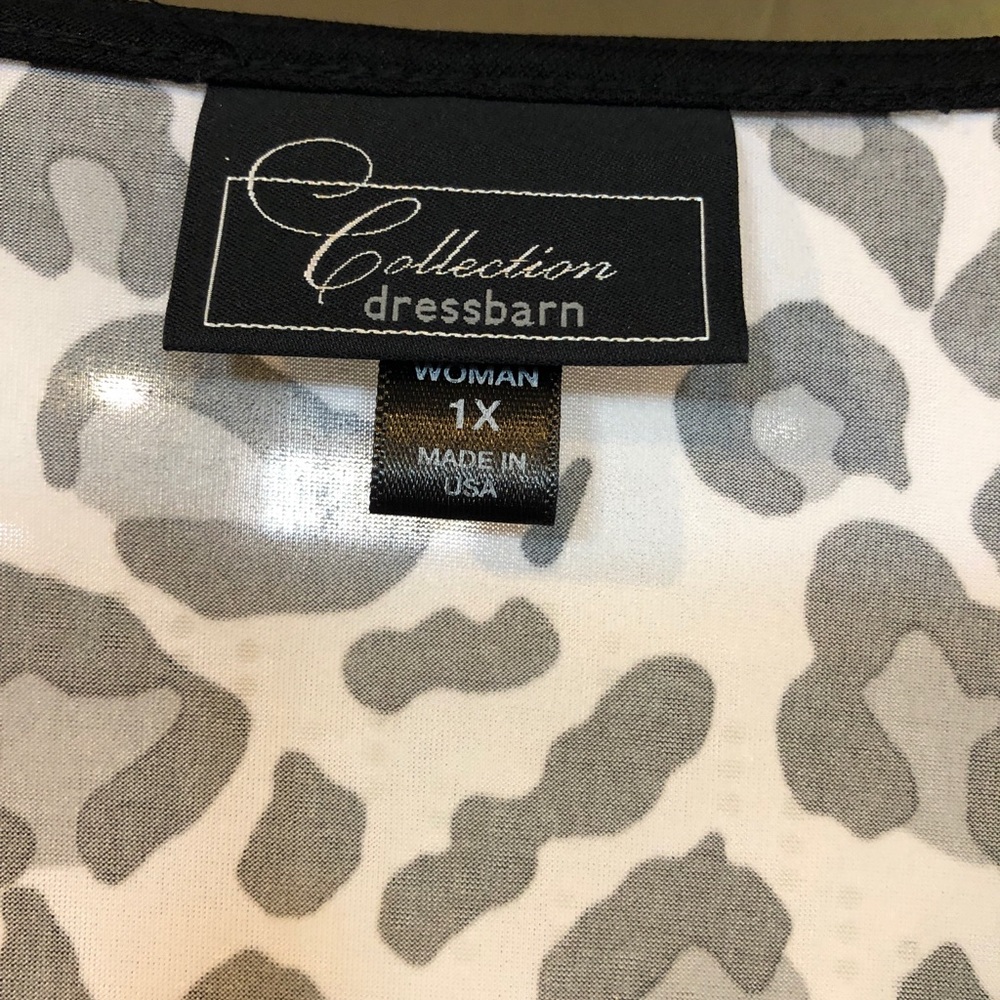 Collection
dressbarn
WOMAN
1X
MADE IN
USA